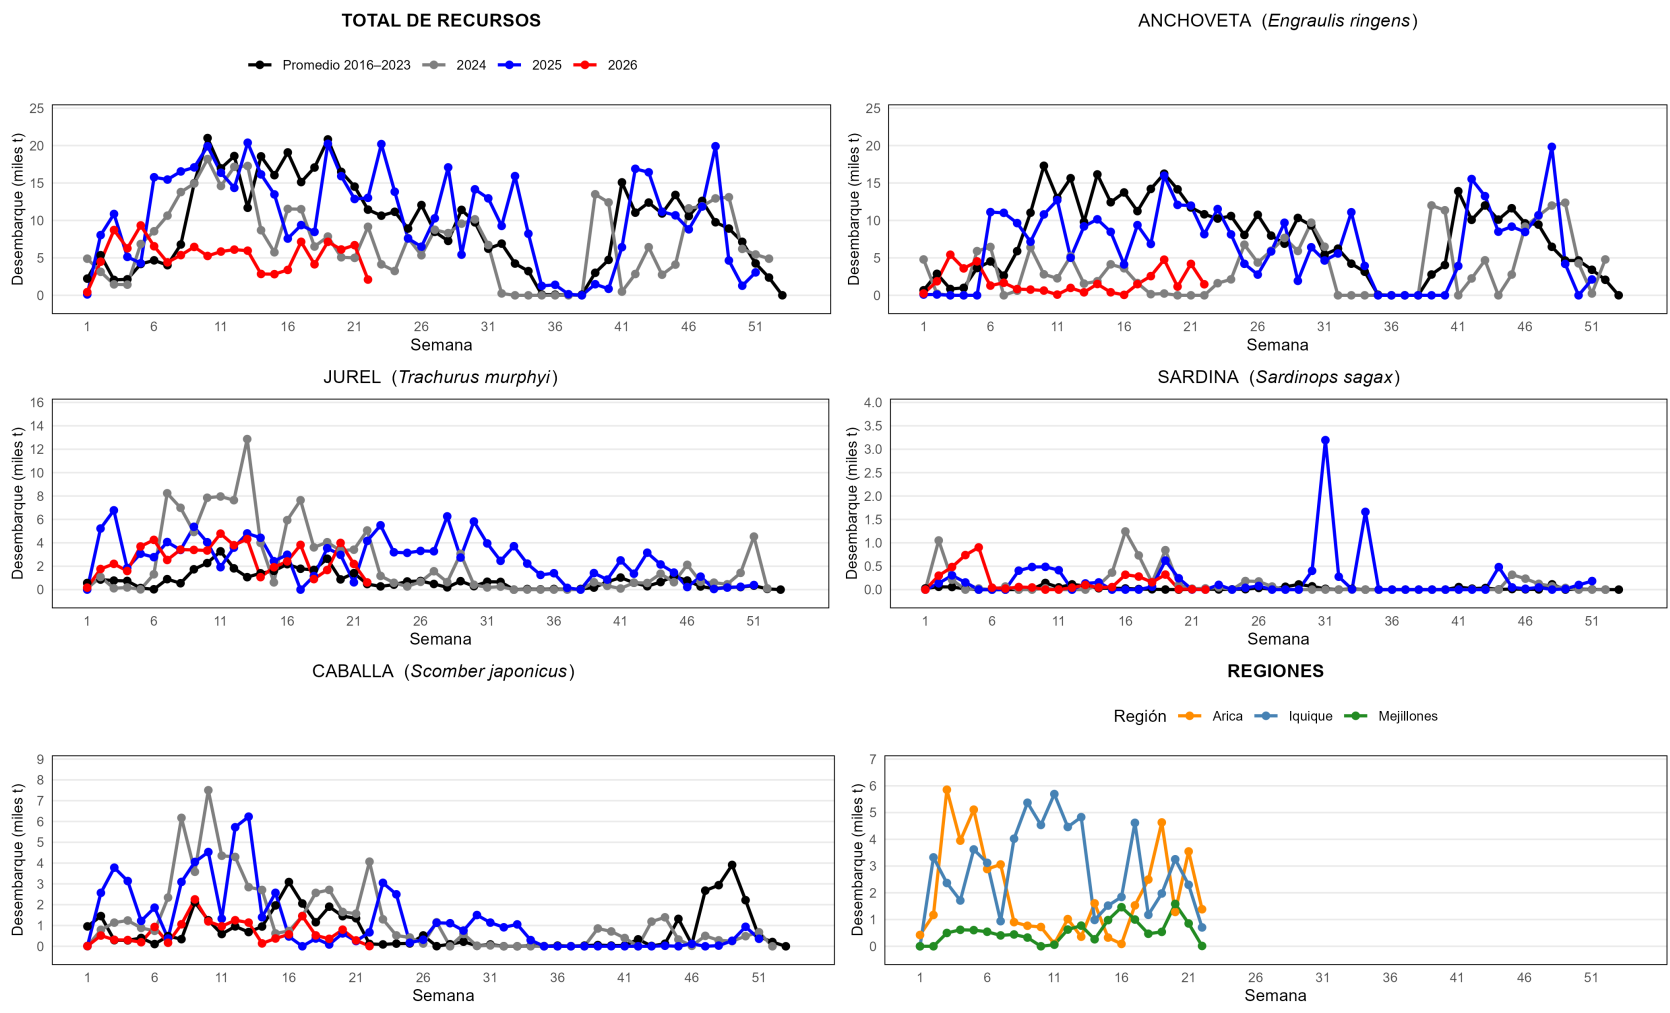 TOTAL DE RECURSOS
Promedio 2016–2023 2024 2025 2026
25
20
15
10
5
0
Desembarque (miles t)
1 6 11 16 21 26 31 36 41 46 51
Semana
ANCHOVETA (Engraulis ringens)
25
20
15
10
5
0
Desembarque (miles t)
1 6 11 16 21 26 31 36 41 46 51
Semana
JUREL (Trachurus murphyi)
16
14
12
10
8
6
4
2
0
Desembarque (miles t)
1 6 11 16 21 26 31 36 41 46 51
Semana
SARDINA (Sardinops sagax)
4.0
3.5
3.0
2.5
2.0
1.5
1.0
0.5
0.0
Desembarque (miles t)
1 6 11 16 21 26 31 36 41 46 51
Semana
CABALLA (Scomber japonicus)
9
8
7
6
5
4
3
2
1
0
Desembarque (miles t)
1 6 11 16 21 26 31 36 41 46 51
Semana
REGIONES
Región Arica Iquique Mejillones
7
6
5
4
3
2
1
0
Desembarque (miles t)
1 6 11 16 21 26 31 36 41 46 51
Semana